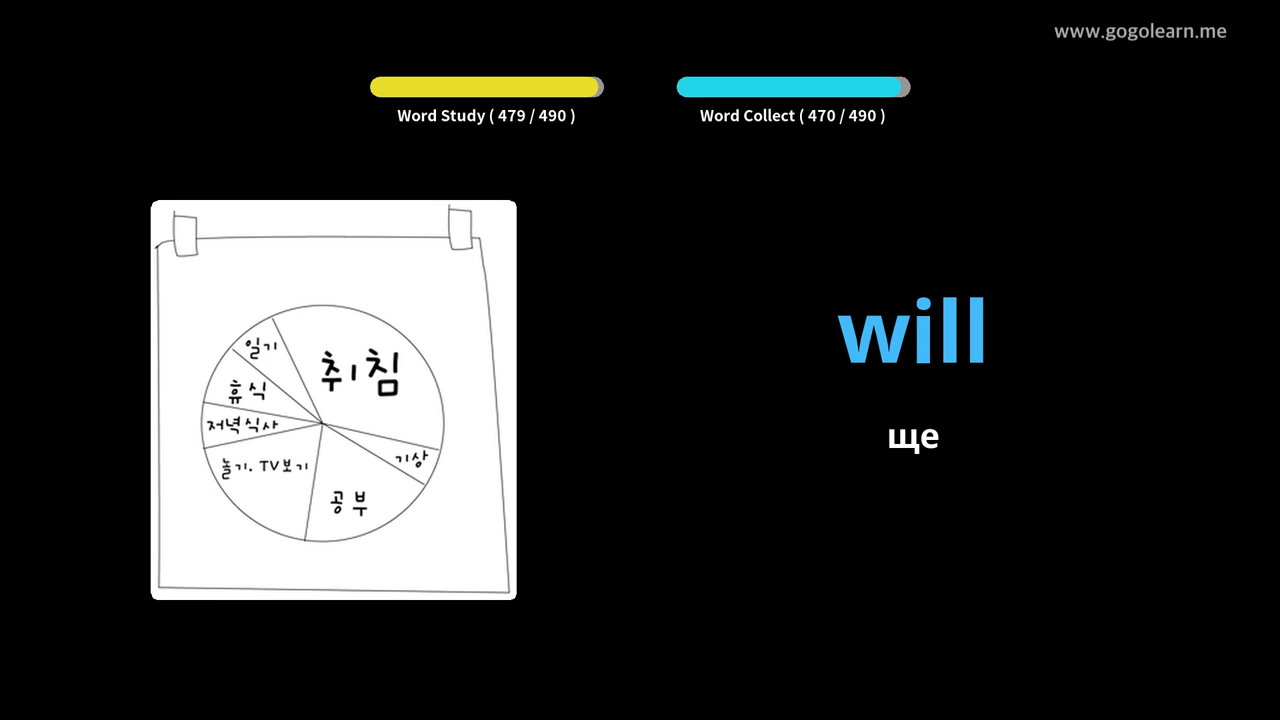 www.gogolearn.me
Word Study ( 479 / 490 )
Word Collect ( 470 / 490 )
일기
취침
휴식
저녁식사
놀기. TV보기
기상
공부
will
ще